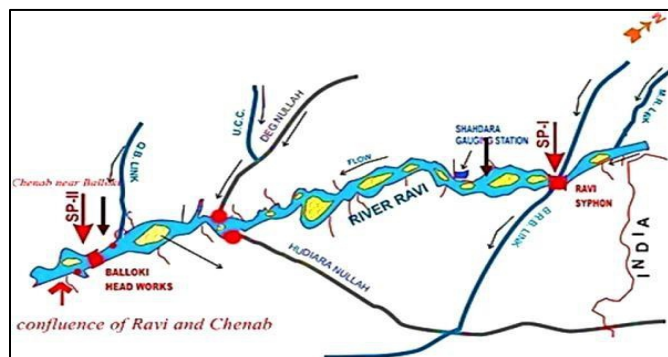 N
M.R. LINK
SP-I
SHAHDARA
GAUGING STATION
U.C.C.
DEG NULLAH
Q.B. LINK
FLOW
Chenab near Balloki
SP-II
RIVER RAVI
RAVI
SYPHON
B.R.B. LINK
INDIA
HUDIARA NULLAH
BALLOKI
HEAD WORKS
confluence of Ravi and Chenab